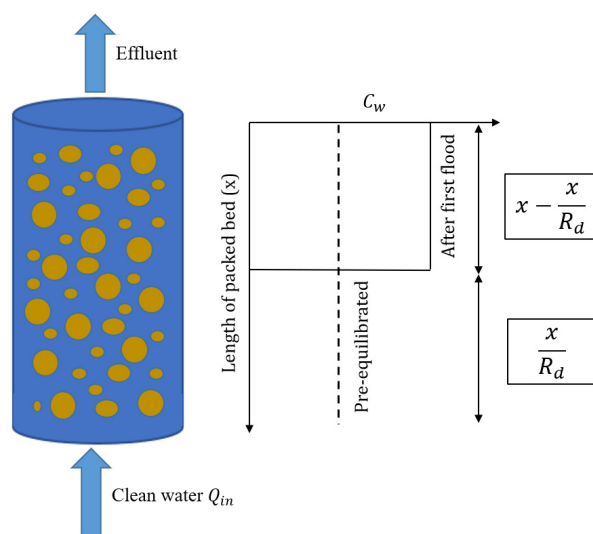 Effluent
C_w
Length of packed bed (x)
Pre-equilibrated
After first flood
x - x/R_d
x/R_d
Clean water Q_in